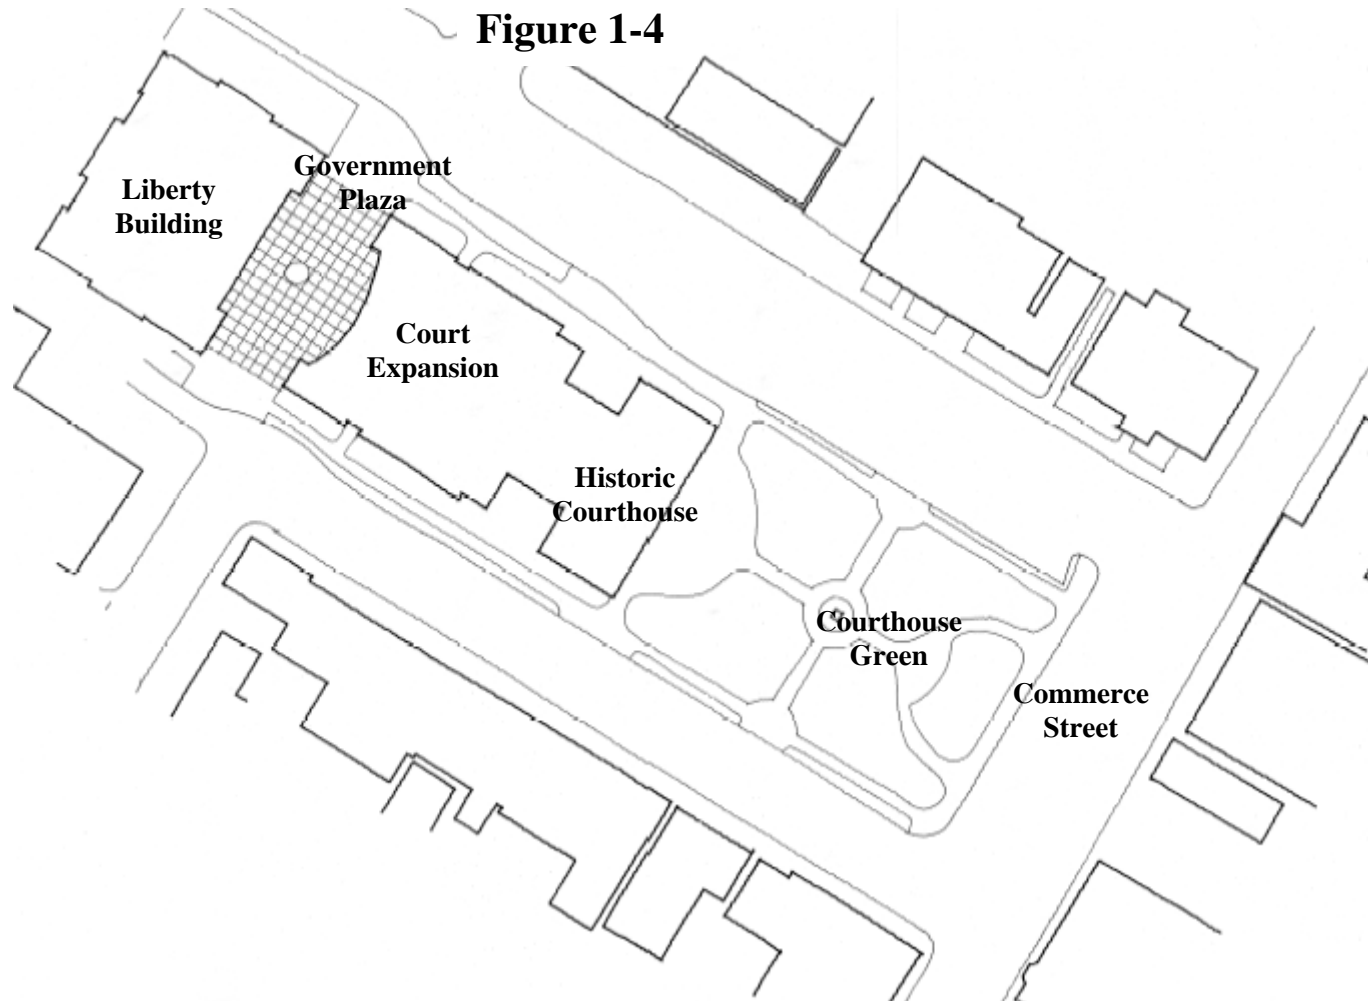 Figure 1-4
Government
Plaza
Liberty
Building
Court
Expansion
Historic
Courthouse
Courthouse
Green
Commerce
Street